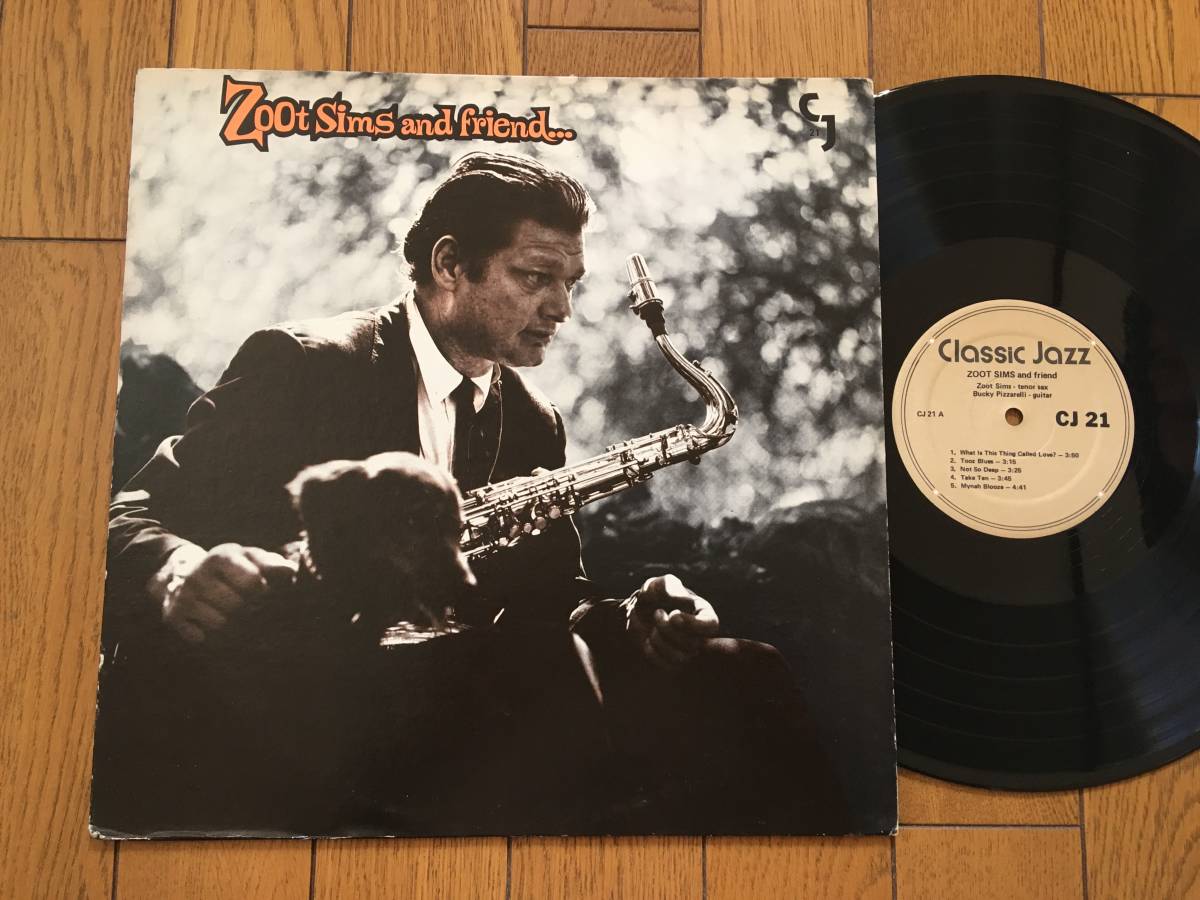 Zoot Sims and friend...
CJ
21
Classic Jazz
ZOOT SIMS and friend
Zoot Sims - tenor sax
Bucky Pizzarelli - guitar
CJ 21 A
CJ 21
1. What Is This Thing Called Love? — 3:50
2. Tooz Blues — 3:15
3. Not So Deep — 3:25
4. Take Ten — 3:45
5. Mynah Blooze — 4:41